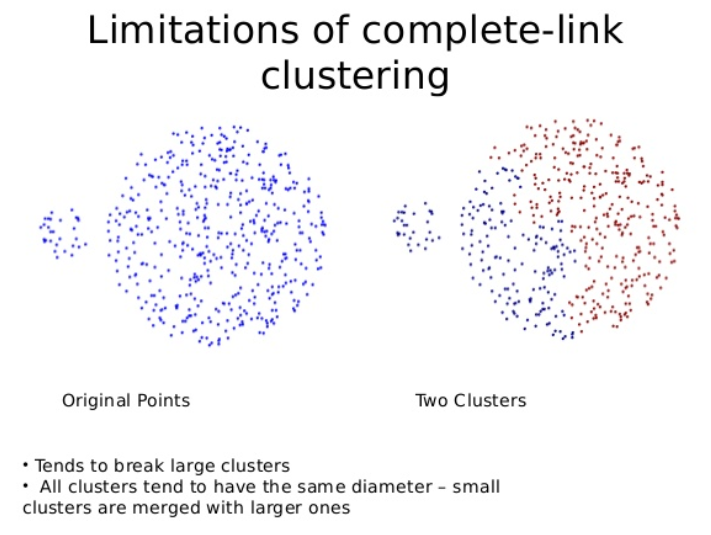 Limitations of complete-link
clustering
Original Points
Two Clusters
• Tends to break large clusters
• All clusters tend to have the same diameter – small
clusters are merged with larger ones